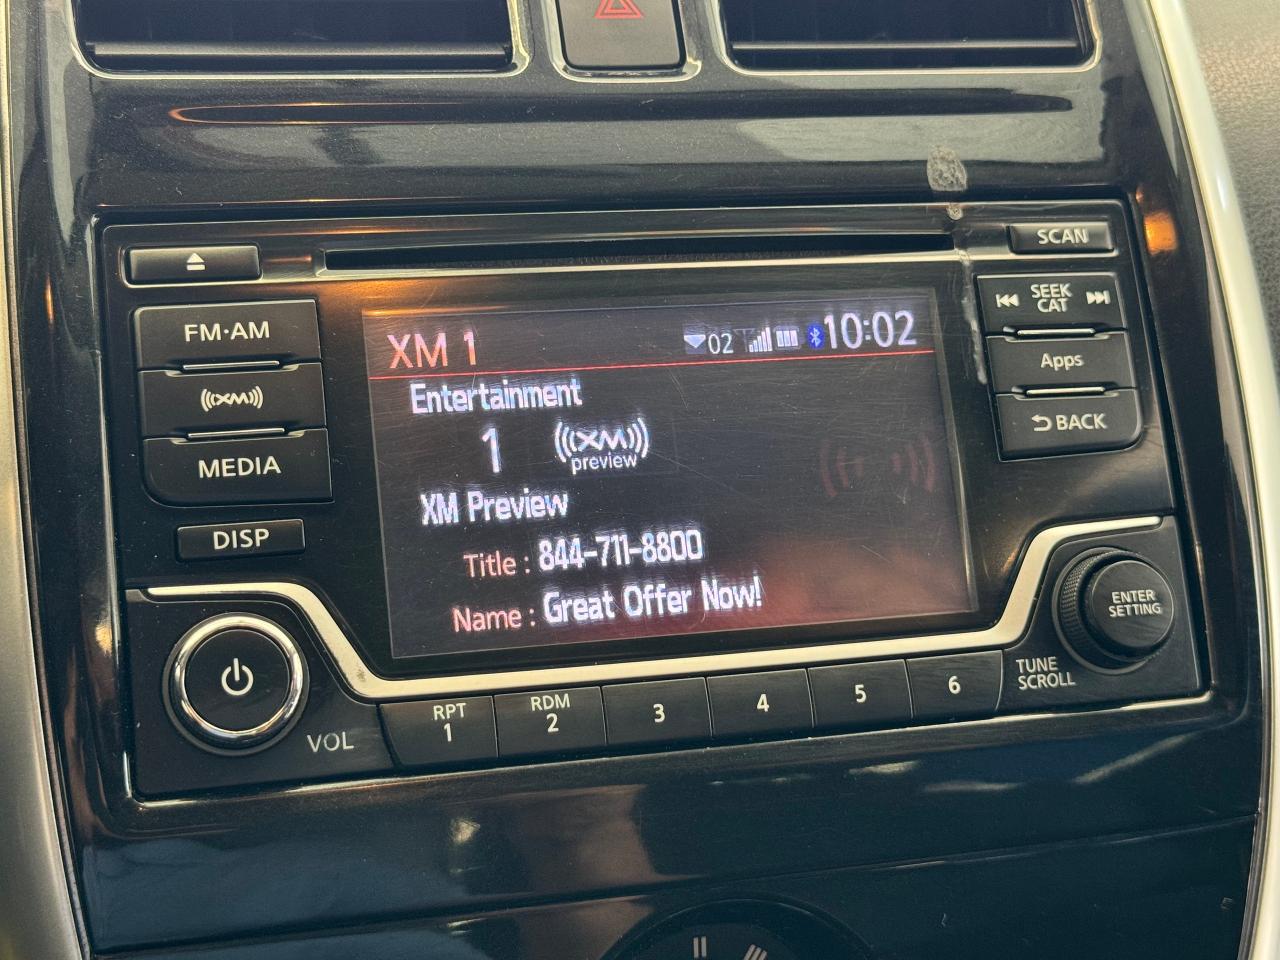 SCAN
FM·AM
SEEK
CAT
XM 1
02
10:02
Entertainment
Apps
((XM))
1
((XM))
preview
BACK
MEDIA
XM Preview
DISP
Title : 844-711-8800
Name : Great Offer Now!
ENTER
SETTING
TUNE
SCROLL
VOL
RPT
1
RDM
2
3
4
5
6